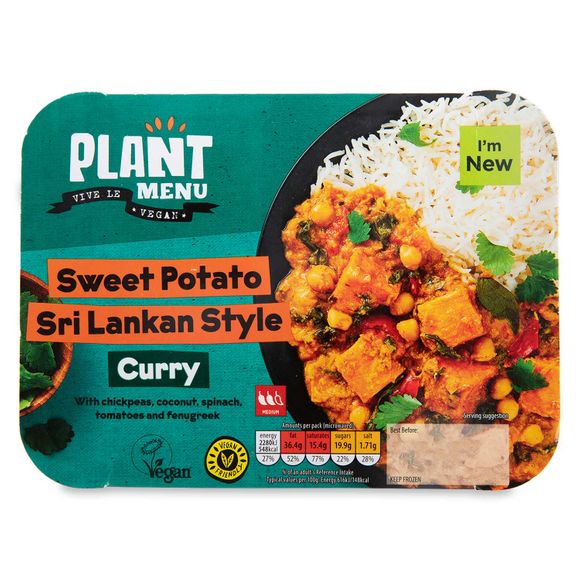 PLANT
MENU
VIVE LE
VEGAN
I'm
New
Sweet Potato
Sri Lankan Style
Curry
With chickpeas, coconut, spinach,
tomatoes and fenugreek
MEDIUM
Serving suggestion
Amounts per pack (microwaved)
energy 2280kJ 548kcal 27%
fat 36.4g 52%
saturates 15.4g 77%
sugars 19.9g 22%
salt 1.71g 28%
% of an adult's Reference Intake
Typical values per 100g: Energy 616kJ/148kcal
Best Before:
KEEP FROZEN
Vegan
VEGAN
FRIENDLY